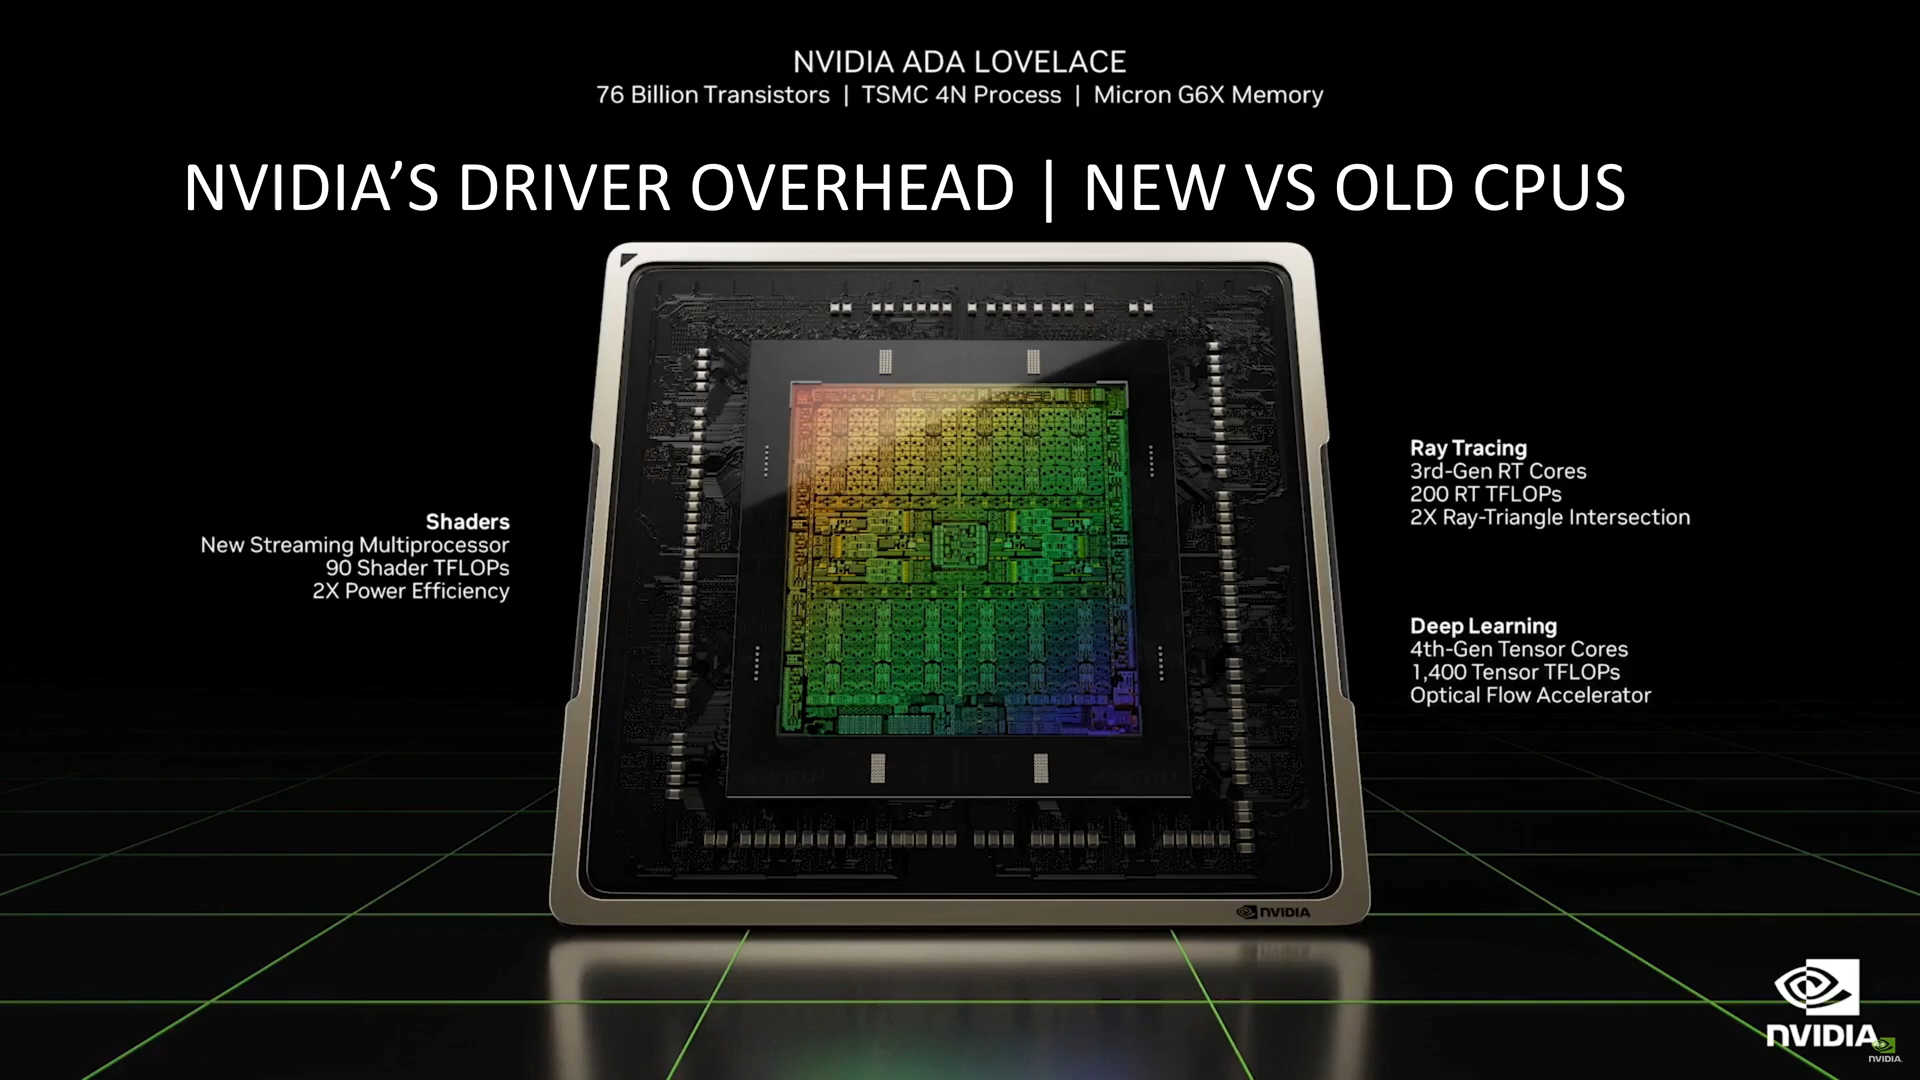 NVIDIA ADA LOVELACE
76 Billion Transistors | TSMC 4N Process | Micron G6X Memory
NVIDIA’S DRIVER OVERHEAD | NEW VS OLD CPUS
Shaders
New Streaming Multiprocessor
90 Shader TFLOPs
2X Power Efficiency
Ray Tracing
3rd-Gen RT Cores
200 RT TFLOPs
2X Ray-Triangle Intersection
Deep Learning
4th-Gen Tensor Cores
1,400 Tensor TFLOPs
Optical Flow Accelerator
NVIDIA
NVIDIA
NVIDIA.